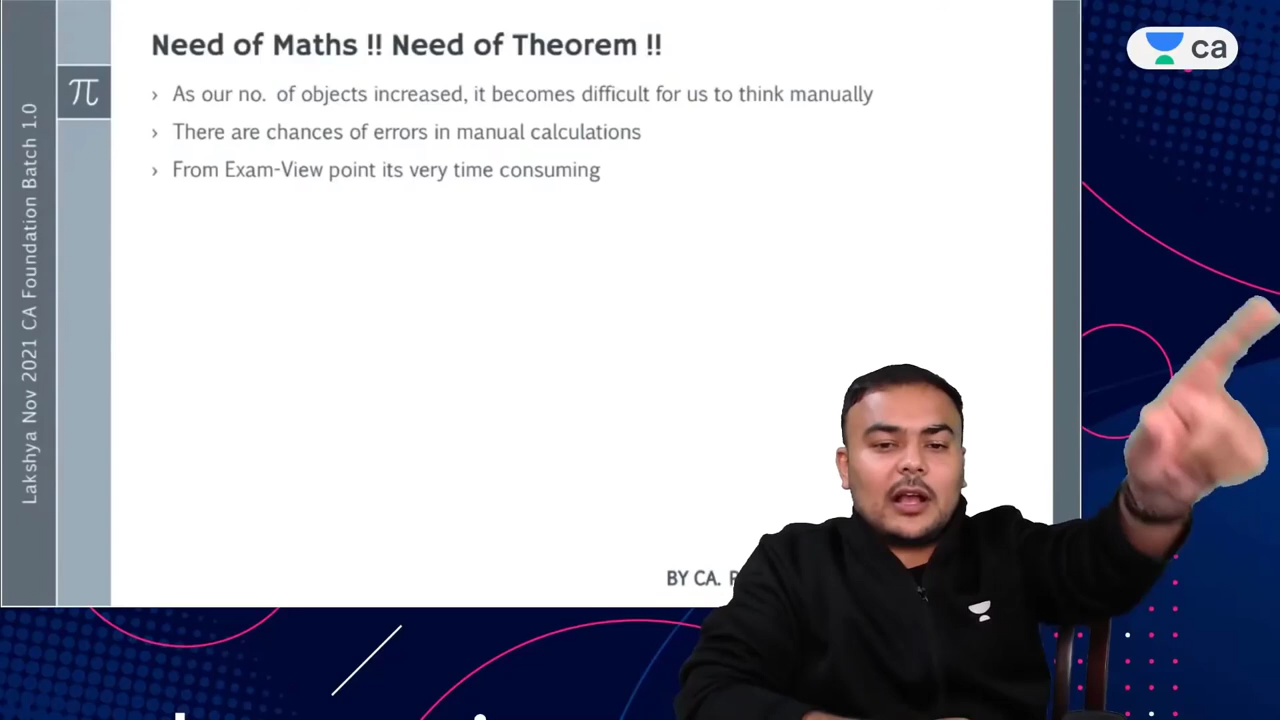 Need of Maths !! Need of Theorem !!
› As our no. of objects increased, it becomes difficult for us to think manually
› There are chances of errors in manual calculations
› From Exam-View point its very time consuming
π
Lakshya Nov 2021 CA Foundation Batch 1.0
ca
BY CA.